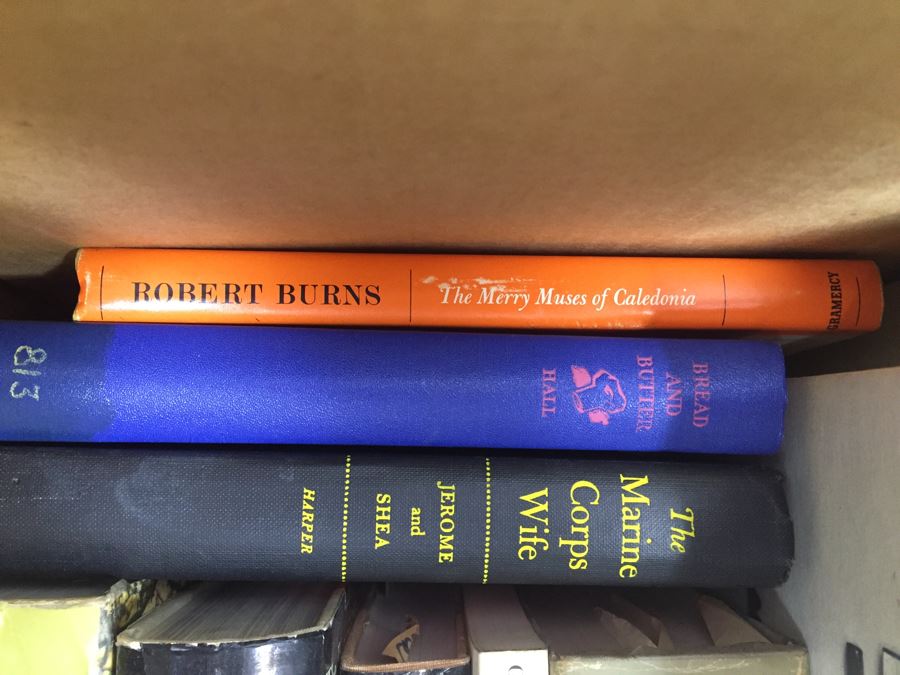 ROBERT BURNS
The Merry Muses of Caledonia
GRAMERCY
BREAD
AND
BUTTER
HALL
813
The
Marine
Corps
Wife
JEROME
and
SHEA
HARPER